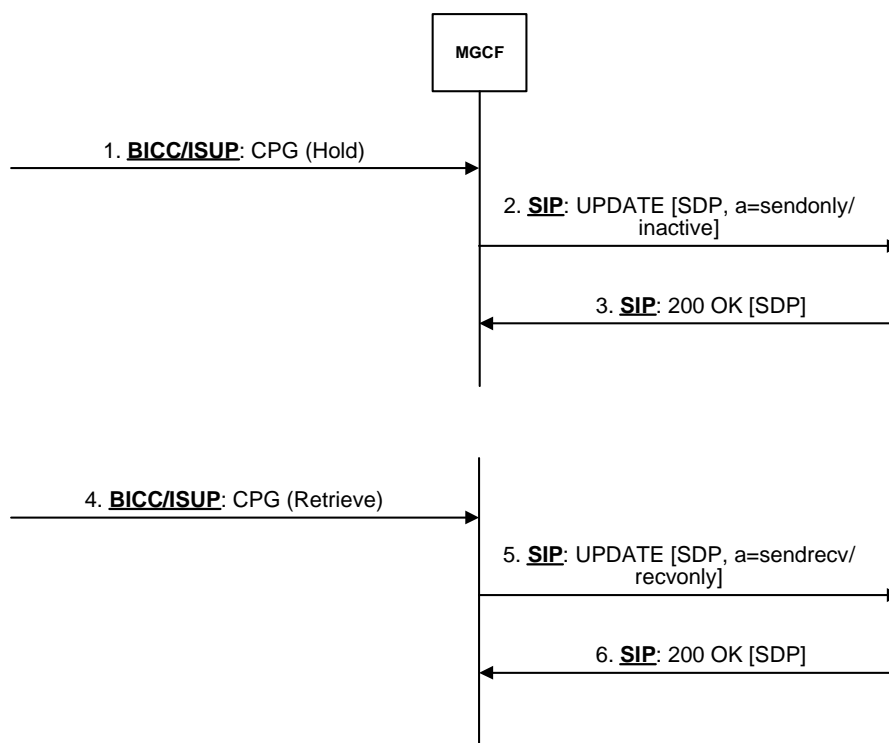 MGCF
1. BICC/ISUP: CPG (Hold)
2. SIP: UPDATE [SDP, a=sendonly/
inactive]
3. SIP: 200 OK [SDP]
4. BICC/ISUP: CPG (Retrieve)
5. SIP: UPDATE [SDP, a=sendrecv/
recvonly]
6. SIP: 200 OK [SDP]